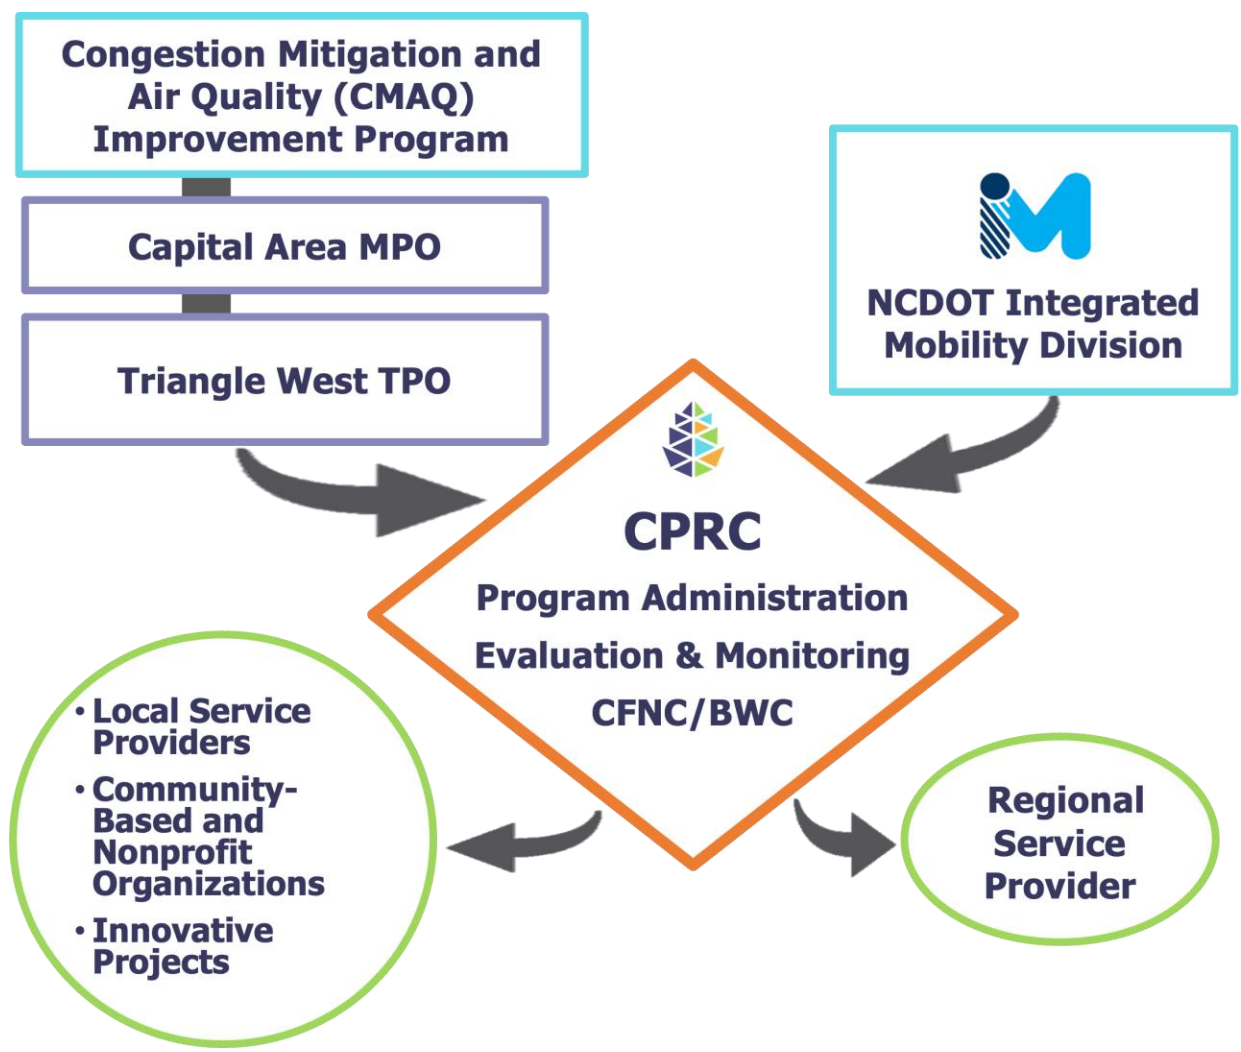 Congestion Mitigation and
Air Quality (CMAQ)
Improvement Program
Capital Area MPO
Triangle West TPO
NCDOT Integrated
Mobility Division
CPRC
Program Administration
Evaluation & Monitoring
CFNC/BWC
• Local Service
Providers
• Community-
Based and
Nonprofit
Organizations
• Innovative
Projects
Regional
Service
Provider